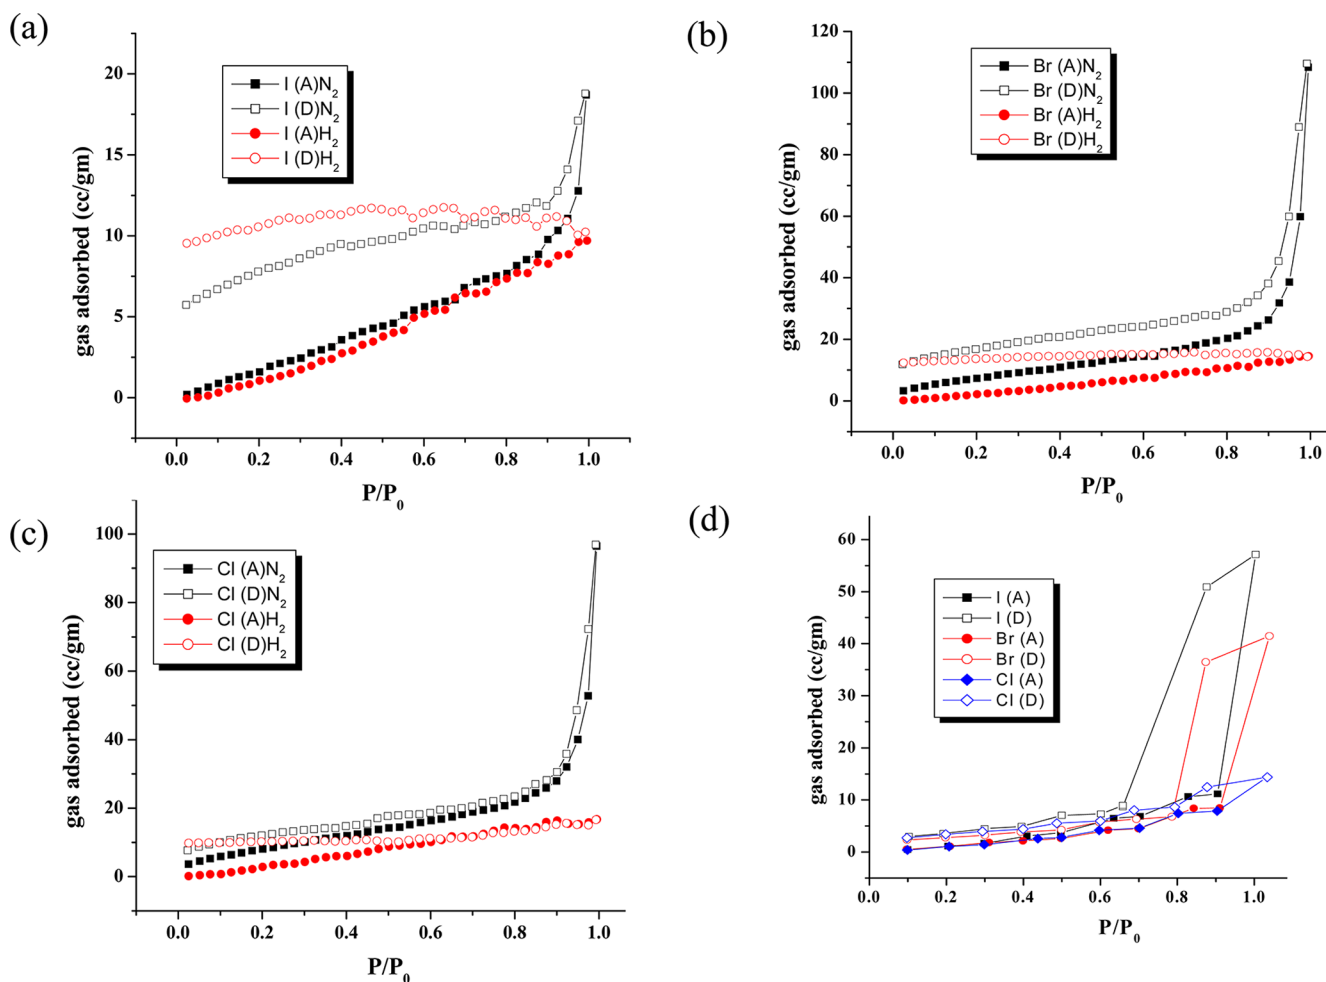 (a)
I (A)N₂
I (D)N₂
I (A)H₂
I (D)H₂
gas adsorbed (cc/gm)
20
15
10
5
0
0.0 0.2 0.4 0.6 0.8 1.0
P/P₀
(b)
Br (A)N₂
Br (D)N₂
Br (A)H₂
Br (D)H₂
gas adsorbed (cc/gm)
120
100
80
60
40
20
0
0.0 0.2 0.4 0.6 0.8 1.0
P/P₀
(c)
Cl (A)N₂
Cl (D)N₂
Cl (A)H₂
Cl (D)H₂
gas adsorbed (cc/gm)
100
80
60
40
20
0
0.0 0.2 0.4 0.6 0.8 1.0
P/P₀
(d)
I (A)
I (D)
Br (A)
Br (D)
Cl (A)
Cl (D)
gas adsorbed (cc/gm)
60
50
40
30
20
10
0
0.0 0.2 0.4 0.6 0.8 1.0
P/P₀